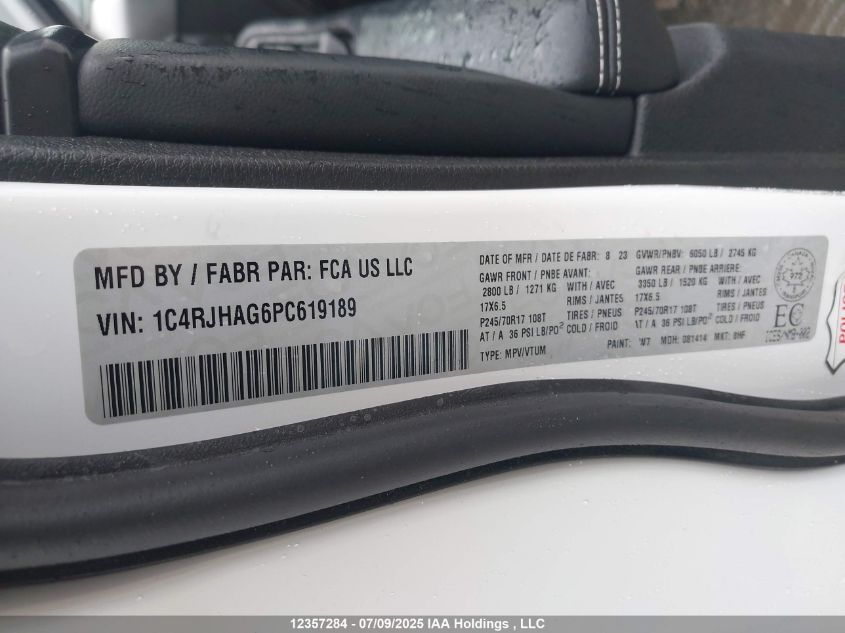 MFD BY / FABR PAR: FCA US LLC
VIN: 1C4RJHAG6PC619189
DATE OF MFR / DATE DE FABR: 8 23
GAWR FRONT / PNBE AVANT:
2800 LB / 1271 KG WITH / AVEC
17X6.5 RIMS / JANTES
P245/70R17 108T TIRES / PNEUS
AT / A 36 PSI LB/PO² COLD / FROID
TYPE: MPV/VTUM
GVWR/PNBV: 6050 LB / 2745 KG
GAWR REAR / PNBE ARRIERE:
3350 LB / 1520 KG WITH / AVEC
17X6.5 RIMS / JANTES
P245/70R17 108T TIRES / PNEUS
AT / A 36 PSI LB/PO² COLD / FROID
PAINT: W7 MDH: 081414 MKT: BHF
EC
POLICE
12357284 - 07/09/2025 IAA Holdings , LLC